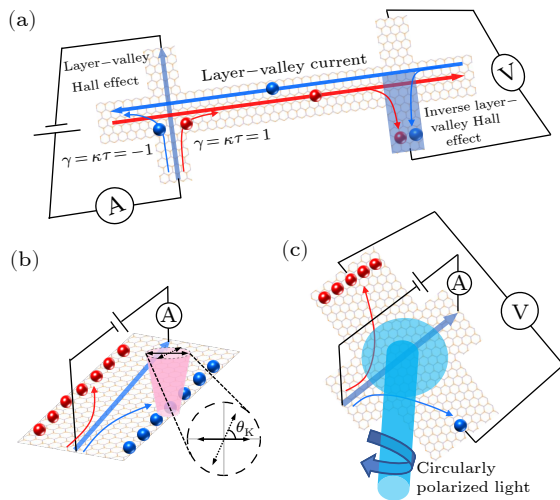 (a)
Layer−valley
Hall effect
Layer−valley current
V
γ=κτ=−1
γ=κτ=1
Inverse layer−
valley Hall
effect
A
(b)
A
θK
(c)
A
V
Circularly
polarized light